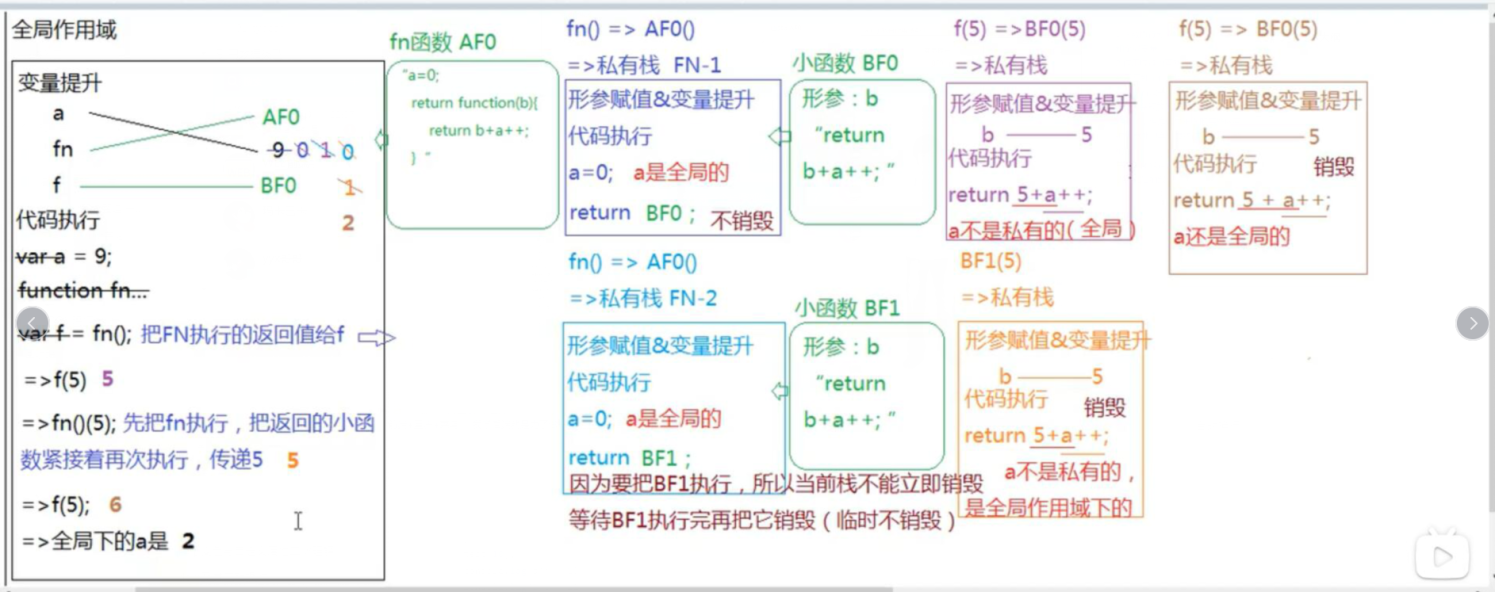 全局作用域
变量提升
a
AF0
fn
9 0 1 0
f
BF0
1
代码执行
2
var a = 9;
function fn...
var f = fn(); 把FN执行的返回值给f
=>f(5) 5
=>fn()(5); 先把fn执行，把返回的小函
数紧接着再次执行，传递5 5
=>f(5); 6
=>全局下的a是 2
fn函数 AF0
"a=0;
return function(b){
return b+a++;
} "
fn() => AF0()
=>私有栈 FN-1
形参赋值&变量提升
代码执行
a=0; a是全局的
return BF0 ; 不销毁
小函数 BF0
形参：b
"return
b+a++; "
f(5) =>BF0(5)
=>私有栈
形参赋值&变量提升
b 5
代码执行
return 5+a++;
a不是私有的( 全局 )
f(5) => BF0(5)
=>私有栈
形参赋值&变量提升
b 5
代码执行 销毁
return 5 + a++;
a还是全局的
fn() => AF0()
=>私有栈 FN-2
形参赋值&变量提升
代码执行
a=0; a是全局的
return BF1 ;
因为要把BF1执行，所以当前栈不能立即销毁
等待BF1执行完再把它销毁（临时不销毁）
小函数 BF1
形参：b
"return
b+a++; "
BF1(5)
=>私有栈
形参赋值&变量提升
b 5
代码执行 销毁
return 5+a++;
a不是私有的，
是全局作用域下的